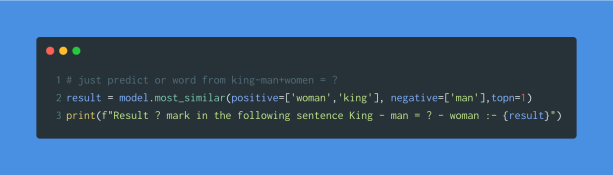 1 # just predict or word from king-man+women = ?
2 result = model.most_similar(positive=['woman','king'], negative=['man'],topn=1)
3 print(f"Result ? mark in the following sentence King - man = ? - woman :- {result}")